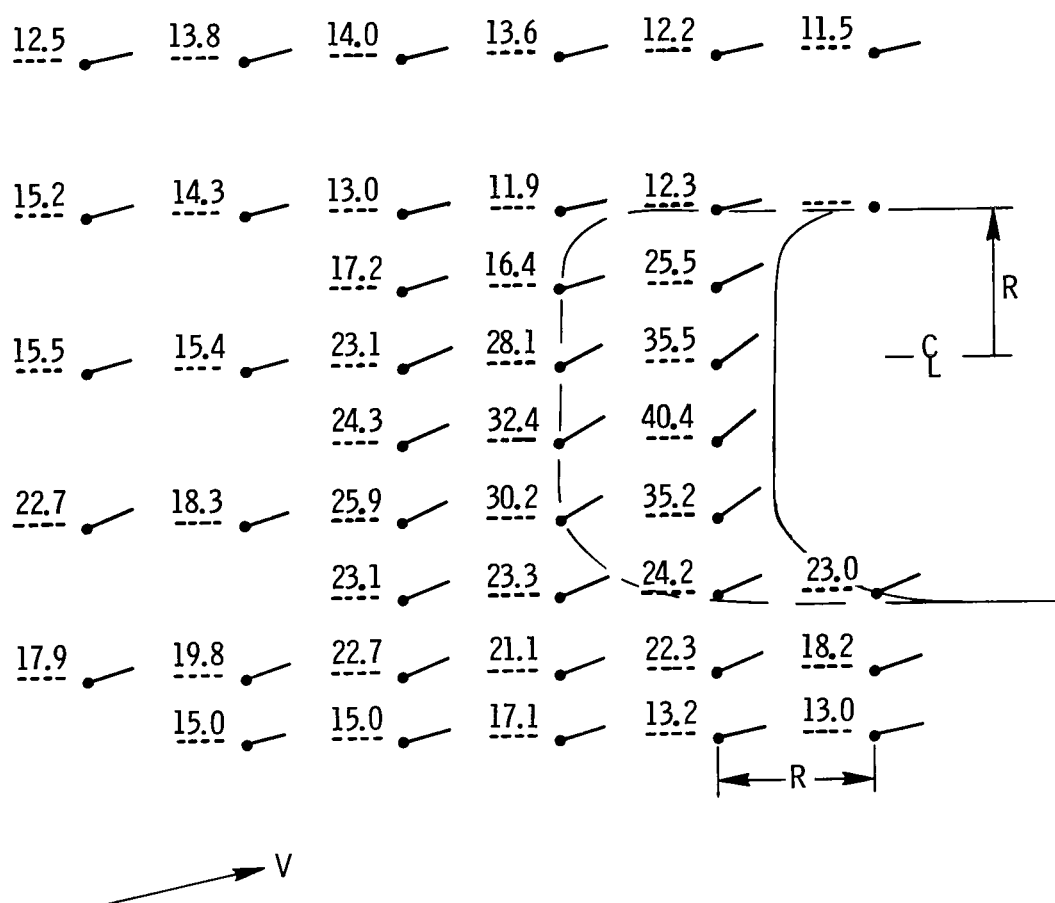 12.5 13.8 14.0 13.6 12.2 11.5
15.2 14.3 13.0 11.9 12.3
17.2 16.4 25.5
R
15.5 15.4 23.1 28.1 35.5
CL
24.3 32.4 40.4
22.7 18.3 25.9 30.2 35.2
23.1 23.3 24.2 23.0
17.9 19.8 22.7 21.1 22.3 18.2
15.0 15.0 17.1 13.2 13.0
R
V